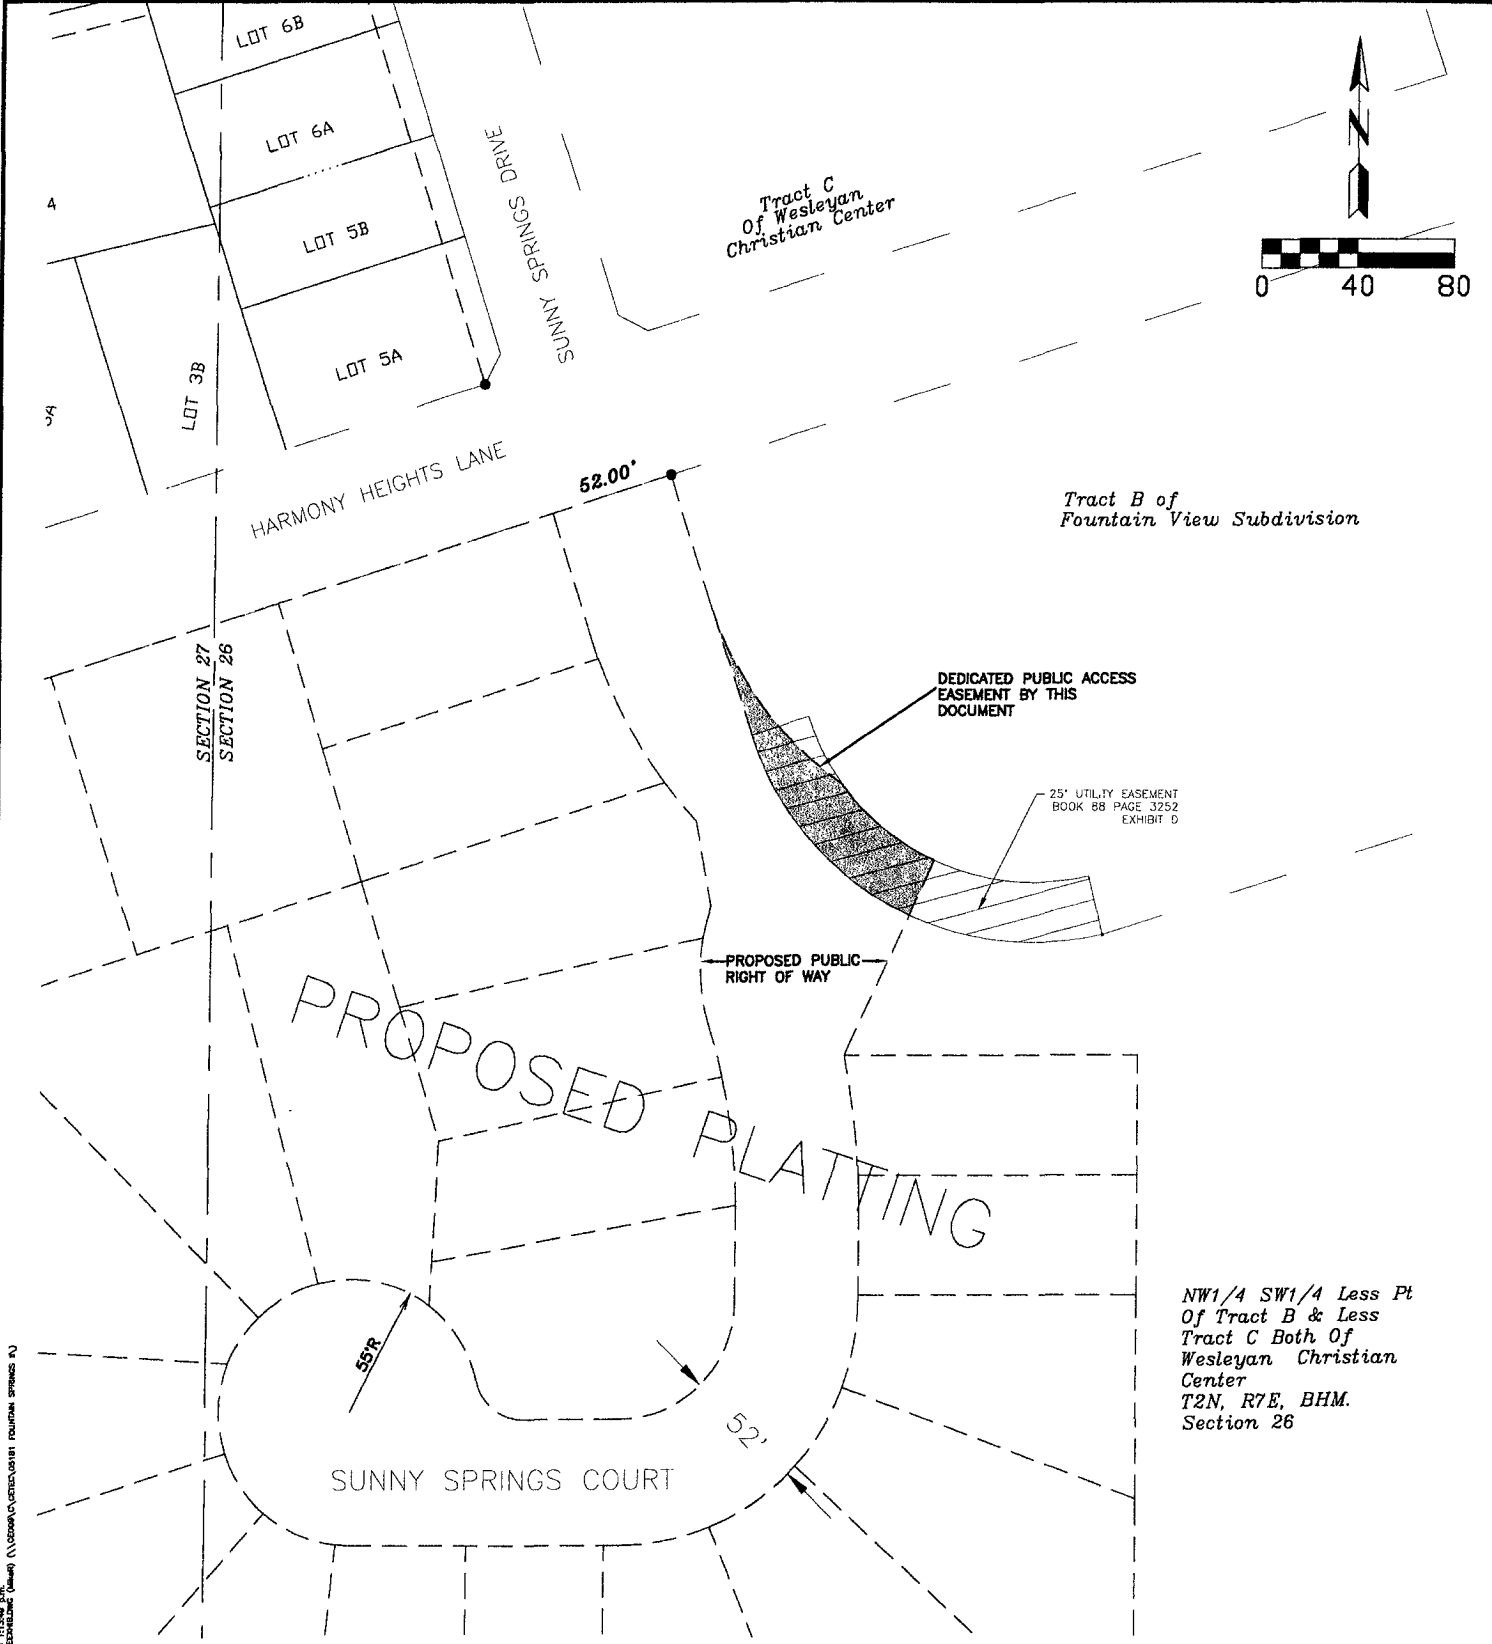 LOT 6B
LOT 6A
LOT 5B
LOT 5A
LOT 3B
4
SUNNY SPRINGS DRIVE
Tract C
Of Wesleyan
Christian Center
N
0 40 80
HARMONY HEIGHTS LANE
52.00'
Tract B of
Fountain View Subdivision
SECTION 27
SECTION 26
DEDICATED PUBLIC ACCESS
EASEMENT BY THIS
DOCUMENT
25' UTILITY EASEMENT
BOOK 88 PAGE 3252
EXHIBIT D
PROPOSED PUBLIC
RIGHT OF WAY
PROPOSED PLATTING
55'R
52'
SUNNY SPRINGS COURT
NW1/4 SW1/4 Less Pt
Of Tract B & Less
Tract C Both Of
Wesleyan Christian
Center
T2N, R7E, BHM.
Section 26